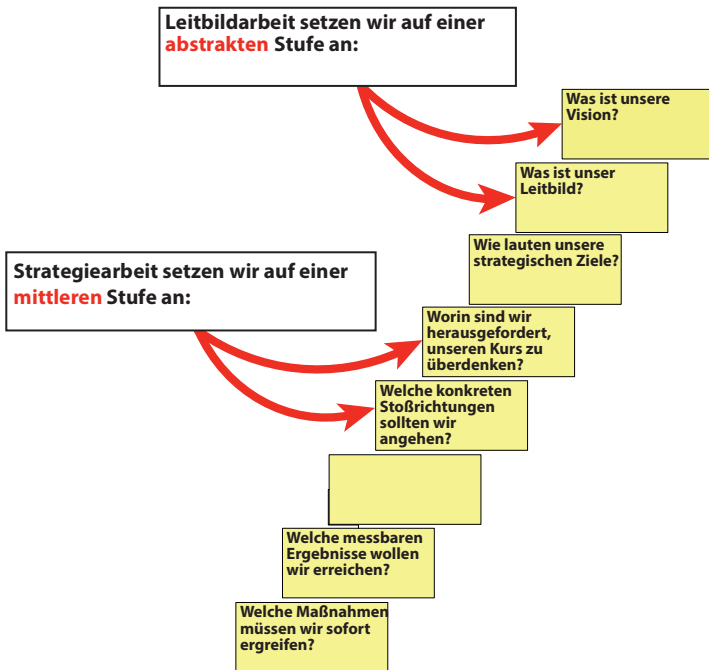 Leitbildarbeit setzen wir auf einer
abstrakten Stufe an:
Was ist unsere
Vision?
Was ist unser
Leitbild?
Wie lauten unsere
strategischen Ziele?
Strategiearbeit setzen wir auf einer
mittleren Stufe an:
Worin sind wir
herausgefordert,
unseren Kurs zu
überdenken?
Welche konkreten
Stoßrichtungen
sollten wir
angehen?
Welche messbaren
Ergebnisse wollen
wir erreichen?
Welche Maßnahmen
müssen wir sofort
ergreifen?